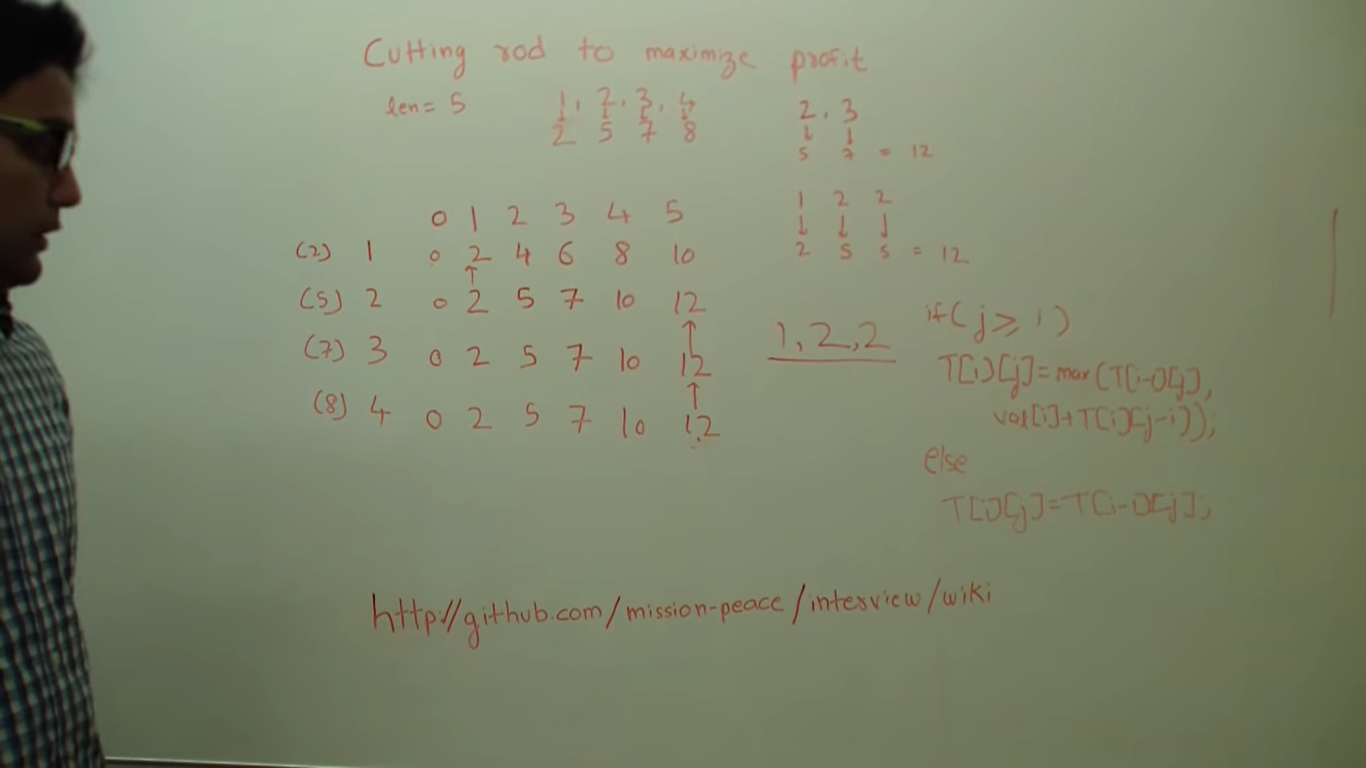 Cutting rod to maximize profit
len= 5
1, 2, 3, 4
2 5 7 8
2, 3
5 7 = 12
1 2 2
2 5 5 = 12
0 1 2 3 4 5
(2) 1 0 2 4 6 8 10
(5) 2 0 2 5 7 10 12
(7) 3 0 2 5 7 10 12
(8) 4 0 2 5 7 10 12
1, 2, 2
if(j ≥ i)
T[i][j]=max(T[i-1][j],
val[i]+T[i][j-i]);
else
T[i][j]=T[i-1][j];
http://github.com/mission-peace/interview/wiki